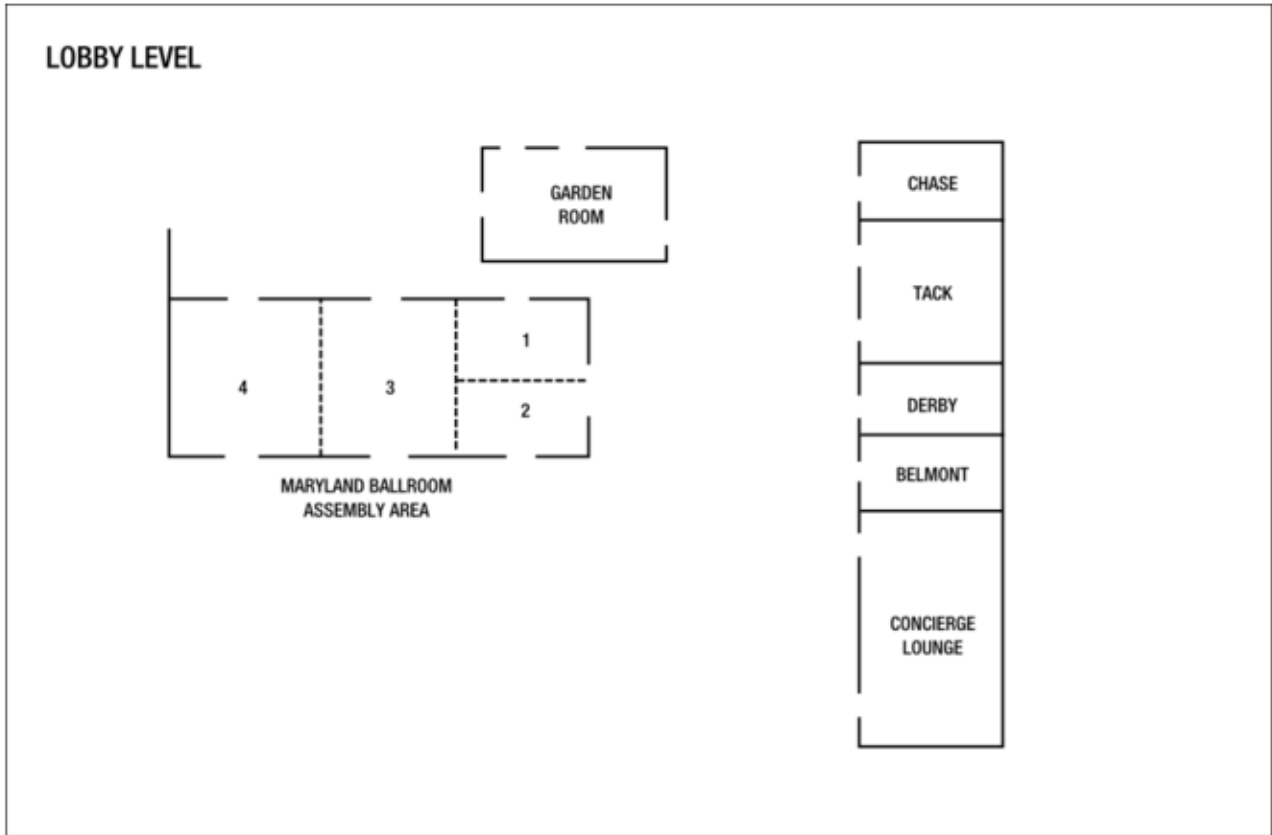 LOBBY LEVEL
GARDEN
ROOM
CHASE
TACK
1
4
3
2
DERBY
BELMONT
MARYLAND BALLROOM
ASSEMBLY AREA
CONCIERGE
LOUNGE